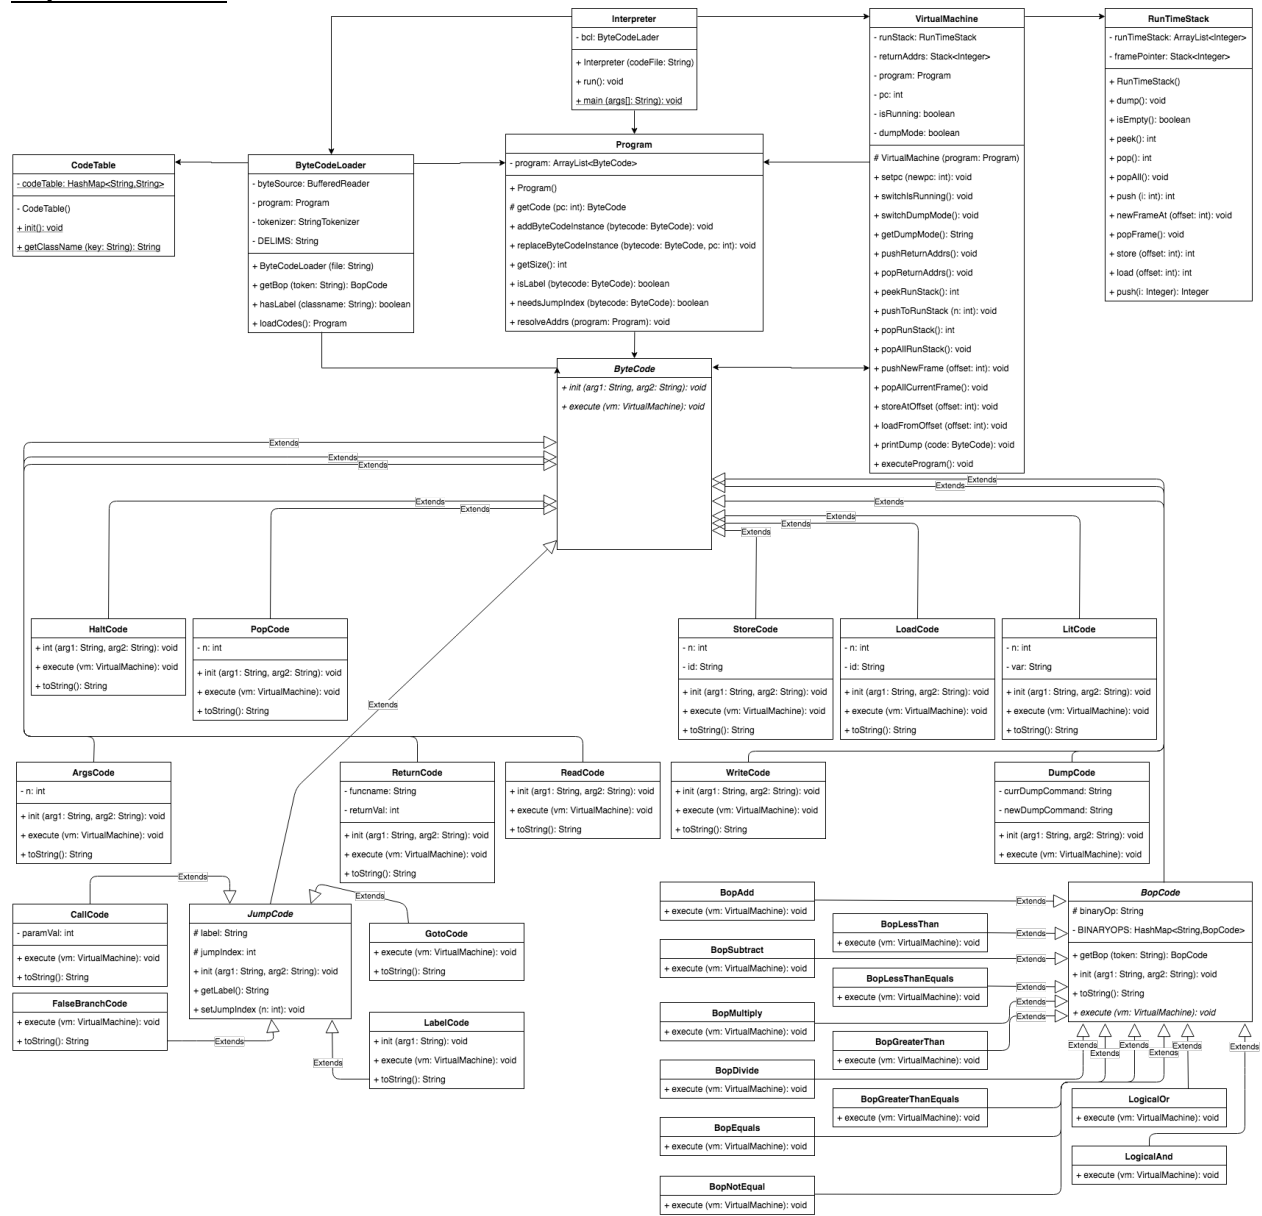 Interpreter
- bcl: ByteCodeLader
+ Interpreter (codeFile: String)
+ run(): void
+ main (args[]: String): void
VirtualMachine
- runStack: RunTimeStack
- returnAddrs: Stack<Integer>
- program: Program
- pc: int
- isRunning: boolean
- dumpMode: boolean
# VirtualMachine (program: Program)
+ setpc (newpc: int): void
+ switchIsRunning(): void
+ switchDumpMode(): void
+ getDumpMode(): String
+ pushReturnAddrs(): void
+ popReturnAddrs(): void
+ peekRunStack(): int
+ pushToRunStack (n: int): void
+ popRunStack(): int
+ popAllRunStack(): void
+ pushNewFrame (offset: int): void
+ popAllCurrentFrame(): void
+ storeAtOffset (offset: int): void
+ loadFromOffset (offset: int): void
+ printDump (code: ByteCode): void
+ executeProgram(): void
RunTimeStack
- runTimeStack: ArrayList<Integer>
- framePointer: Stack<Integer>
+ RunTimeStack()
+ dump(): void
+ isEmpty(): boolean
+ peek(): int
+ pop(): int
+ popAll(): void
+ push (i: int): int
+ newFrameAt (offset: int): void
+ popFrame(): void
+ store (offset: int): int
+ load (offset: int): int
+ push(i: Integer): Integer
CodeTable
- codeTable: HashMap<String,String>
- CodeTable()
+ init(): void
+ getClassName (key: String): String
ByteCodeLoader
- byteSource: BufferedReader
- program: Program
- tokenizer: StringTokenizer
- DELIMS: String
+ ByteCodeLoader (file: String)
+ getBop (token: String): BopCode
+ hasLabel (classname: String): boolean
+ loadCodes(): Program
Program
- program: ArrayList<ByteCode>
+ Program()
# getCode (pc: int): ByteCode
+ addByteCodeInstance (bytecode: ByteCode): void
+ replaceByteCodeInstance (bytecode: ByteCode, pc: int): void
+ getSize(): int
+ isLabel (bytecode: ByteCode): boolean
+ needsJumpIndex (bytecode: ByteCode): boolean
+ resolveAddrs (program: Program): void
ByteCode
+ init (arg1: String, arg2: String): void
+ execute (vm: VirtualMachine): void
Extends
Extends
Extends
Extends
Extends
Extends
Extends
Extends
Extends
Extends
Extends
HaltCode
+ int (arg1: String, arg2: String): void
+ execute (vm: VirtualMachine): void
+ toString(): String
PopCode
- n: int
+ init (arg1: String, arg2: String): void
+ execute (vm: VirtualMachine): void
+ toString(): String
StoreCode
- n: int
- id: String
+ init (arg1: String, arg2: String): void
+ execute (vm: VirtualMachine): void
+ toString(): String
LoadCode
- n: int
- id: String
+ init (arg1: String, arg2: String): void
+ execute (vm: VirtualMachine): void
+ toString(): String
LitCode
- n: int
- var: String
+ init (arg1: String, arg2: String): void
+ execute (vm: VirtualMachine): void
+ toString(): String
Extends
ArgsCode
- n: int
+ init (arg1: String, arg2: String): void
+ execute (vm: VirtualMachine): void
+ toString(): String
ReturnCode
- funcname: String
- returnVal: int
+ init (arg1: String, arg2: String): void
+ execute (vm: VirtualMachine): void
+ toString(): String
ReadCode
+ init (arg1: String, arg2: String): void
+ execute (vm: VirtualMachine): void
+ toString(): String
WriteCode
+ init (arg1: String, arg2: String): void
+ execute (vm: VirtualMachine): void
+ toString(): String
DumpCode
- currDumpCommand: String
- newDumpCommand: String
+ init (arg1: String, arg2: String): void
+ execute (vm: VirtualMachine): void
Extends
Extends
CallCode
- paramVal: int
+ execute (vm: VirtualMachine): void
+ toString(): String
JumpCode
# label: String
# jumpIndex: int
+ init (arg1: String, arg2: String): void
+ getLabel(): String
+ setJumpIndex (n: int): void
GotoCode
+ execute (vm: VirtualMachine): void
+ toString(): String
FalseBranchCode
+ execute (vm: VirtualMachine): void
+ toString(): String
Extends
Extends
LabelCode
+ init (arg1: String): void
+ execute (vm: VirtualMachine): void
+ toString(): String
BopAdd
+ execute (vm: VirtualMachine): void
BopLessThan
+ execute (vm: VirtualMachine): void
BopSubtract
+ execute (vm: VirtualMachine): void
BopLessThanEquals
+ execute (vm: VirtualMachine): void
BopMultiply
+ execute (vm: VirtualMachine): void
BopGreaterThan
+ execute (vm: VirtualMachine): void
BopDivide
+ execute (vm: VirtualMachine): void
BopGreaterThanEquals
+ execute (vm: VirtualMachine): void
BopEquals
+ execute (vm: VirtualMachine): void
BopNotEqual
+ execute (vm: VirtualMachine): void
Extends
Extends
Extends
Extends
Extends
Extends
BopCode
# binaryOp: String
- BINARYOPS: HashMap<String,BopCode>
+ getBop (token: String): BopCode
+ init (arg1: String, arg2: String): void
+ toString(): String
+ execute (vm: VirtualMachine): void
Extends
Extends
Extends
Extends
Extends
Extends
LogicalOr
+ execute (vm: VirtualMachine): void
LogicalAnd
+ execute (vm: VirtualMachine): void